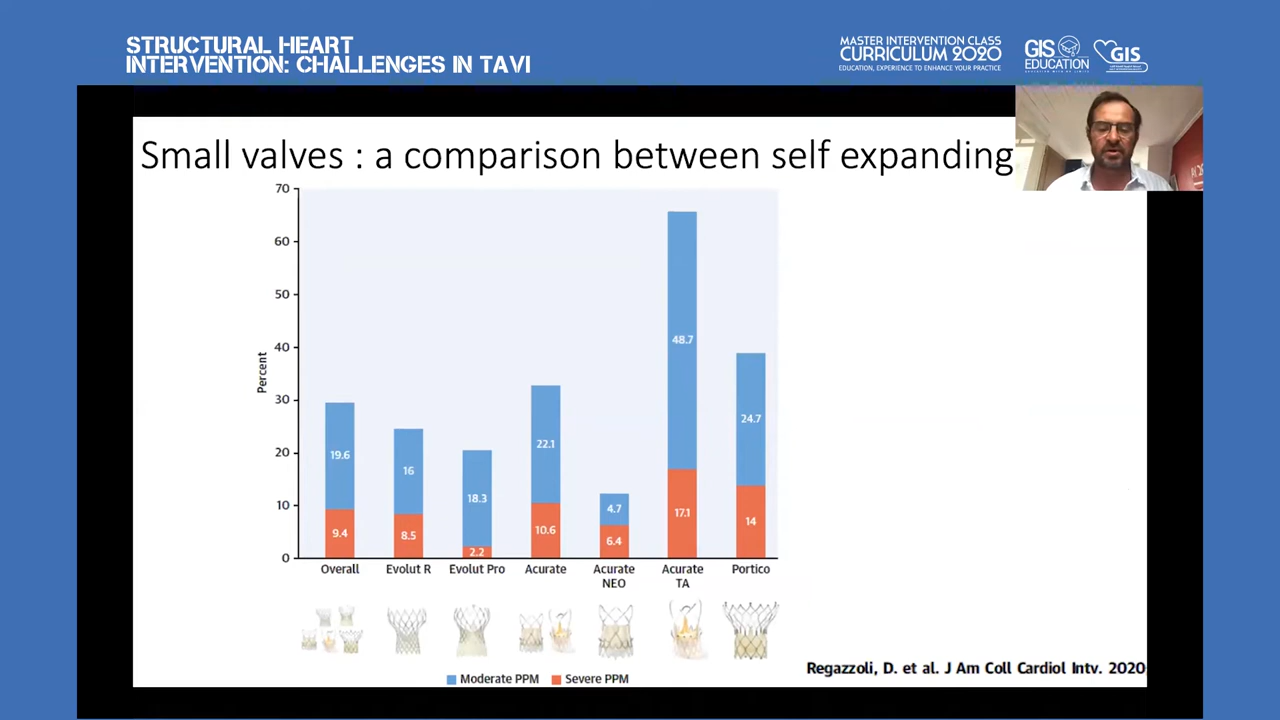 STRUCTURAL HEART
INTERVENTION: CHALLENGES IN TAVI
MASTER INTERVENTION CLASS
CURRICULUM 2020
EDUCATION, EXPERIENCE TO ENHANCE YOUR PRACTICE
GIS
EDUCATION
GIS
Small valves : a comparison between self expanding
70
60
50
40
30
20
10
0
Percent
19.6
9.4
16
8.5
18.3
2.2
22.1
10.6
4.7
6.4
48.7
17.1
24.7
14
Overall
Evolut R
Evolut Pro
Acurate
Acurate
NEO
Acurate
TA
Portico
Moderate PPM
Severe PPM
Regazzoli, D. et al. J Am Coll Cardiol Intv. 2020